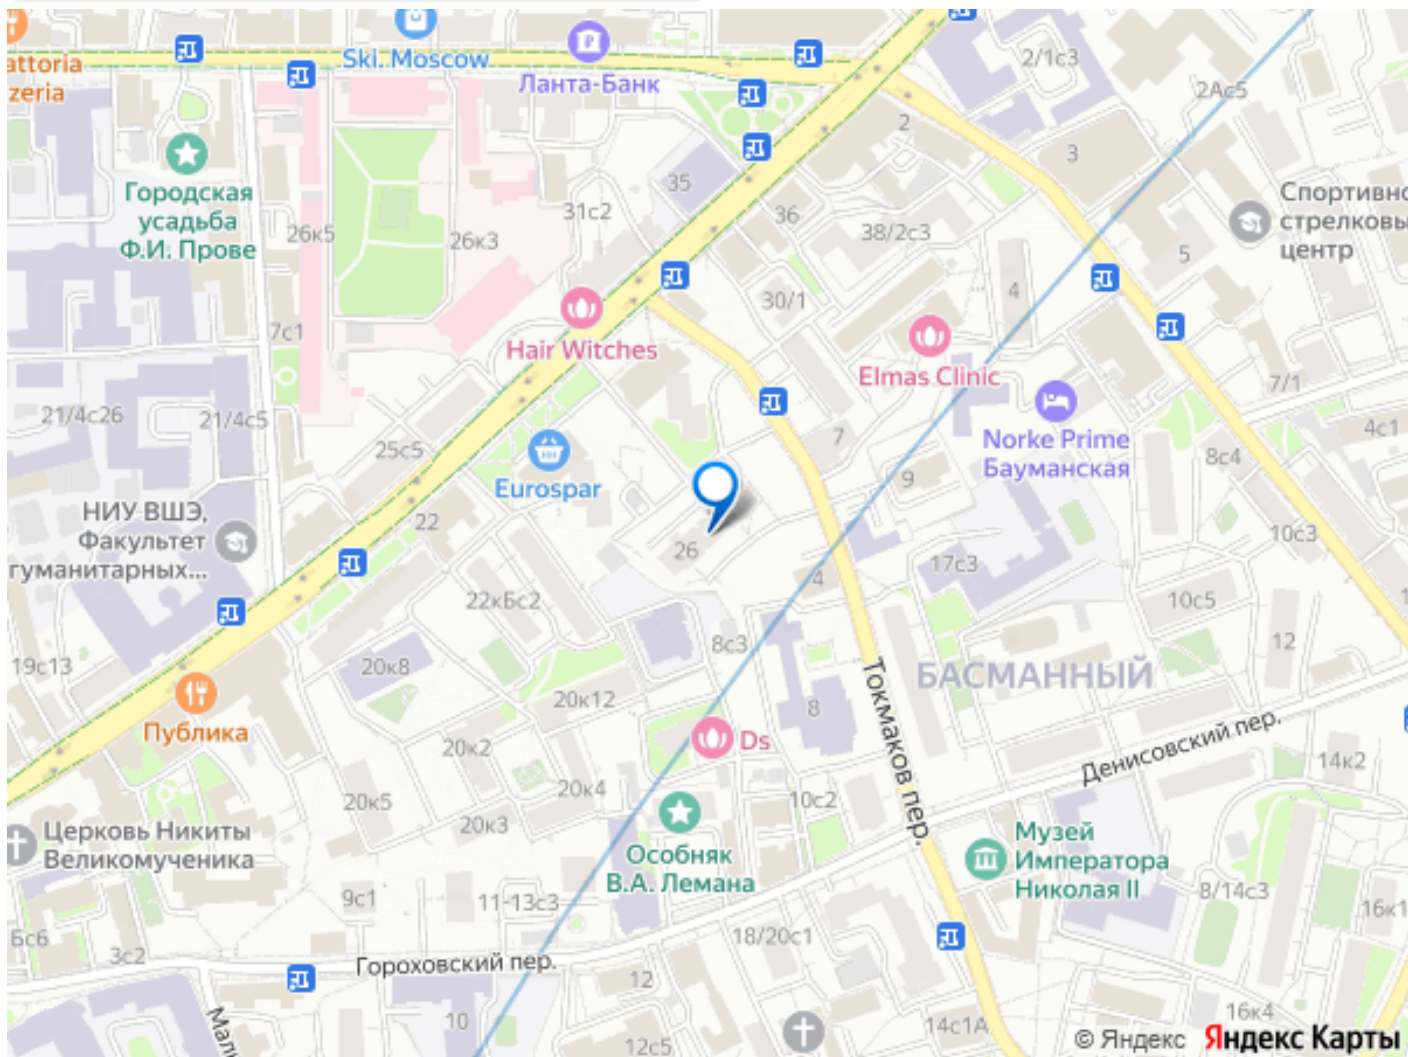 attoria
zeria
Ski. Moscow
Ланта-Банк
2/1с3
2Ас5
2
3
35
36
31с2
38/2с3
Городская
усадьба
Ф.И. Прове
26к5
26к3
Спортивно
стрелковы
центр
5
4
30/1
7с1
Hair Witches
Elmas Clinic
7/1
21/4с26
21/4с5
25с5
7
4с1
Norke Prime
Бауманская
8с4
9
Eurospar
НИУ ВШЭ,
Факультет
гуманитарных...
22
26
10с3
17с3
4
22кБс2
10с5
12
8с3
19с13
20к8
БАСМАННЫЙ
20к12
8
Токмаков пер.
Публика
20к2
Ds
Денисовский пер.
14к2
20к5
20к4
10с2
20к3
Церковь Никиты
Великомученика
Особняк
В.А. Лемана
Музей
Императора
Николая II
8/14с3
9с1
11-13с3
16к1
6с6
3с2
18/20с1
Гороховский пер.
12
10
14с1А
16к4
12с5
© Яндекс Яндекс Карты